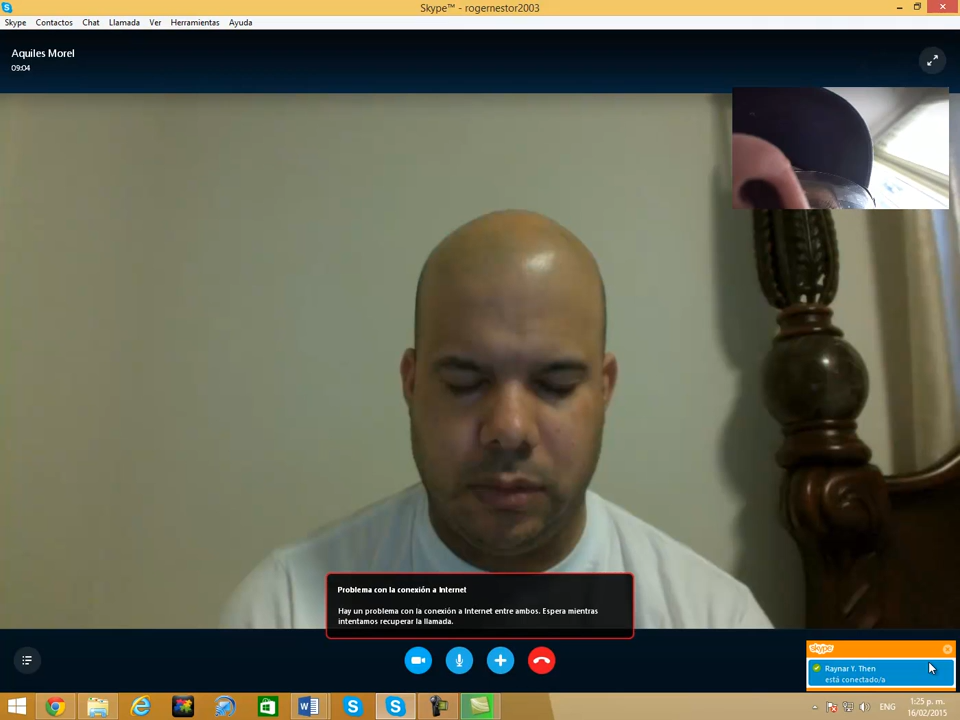 Skype™ - rogernestor2003
Skype Contactos Chat Llamada Ver Herramientas Ayuda
Aquiles Morel
09:04
Problema con la conexión a Internet
Hay un problema con la conexión a Internet entre ambos. Espera mientras
intentamos recuperar la llamada.
skype
Raynar Y. Then
está conectado/a
ENG
1:25 p. m.
16/02/2015